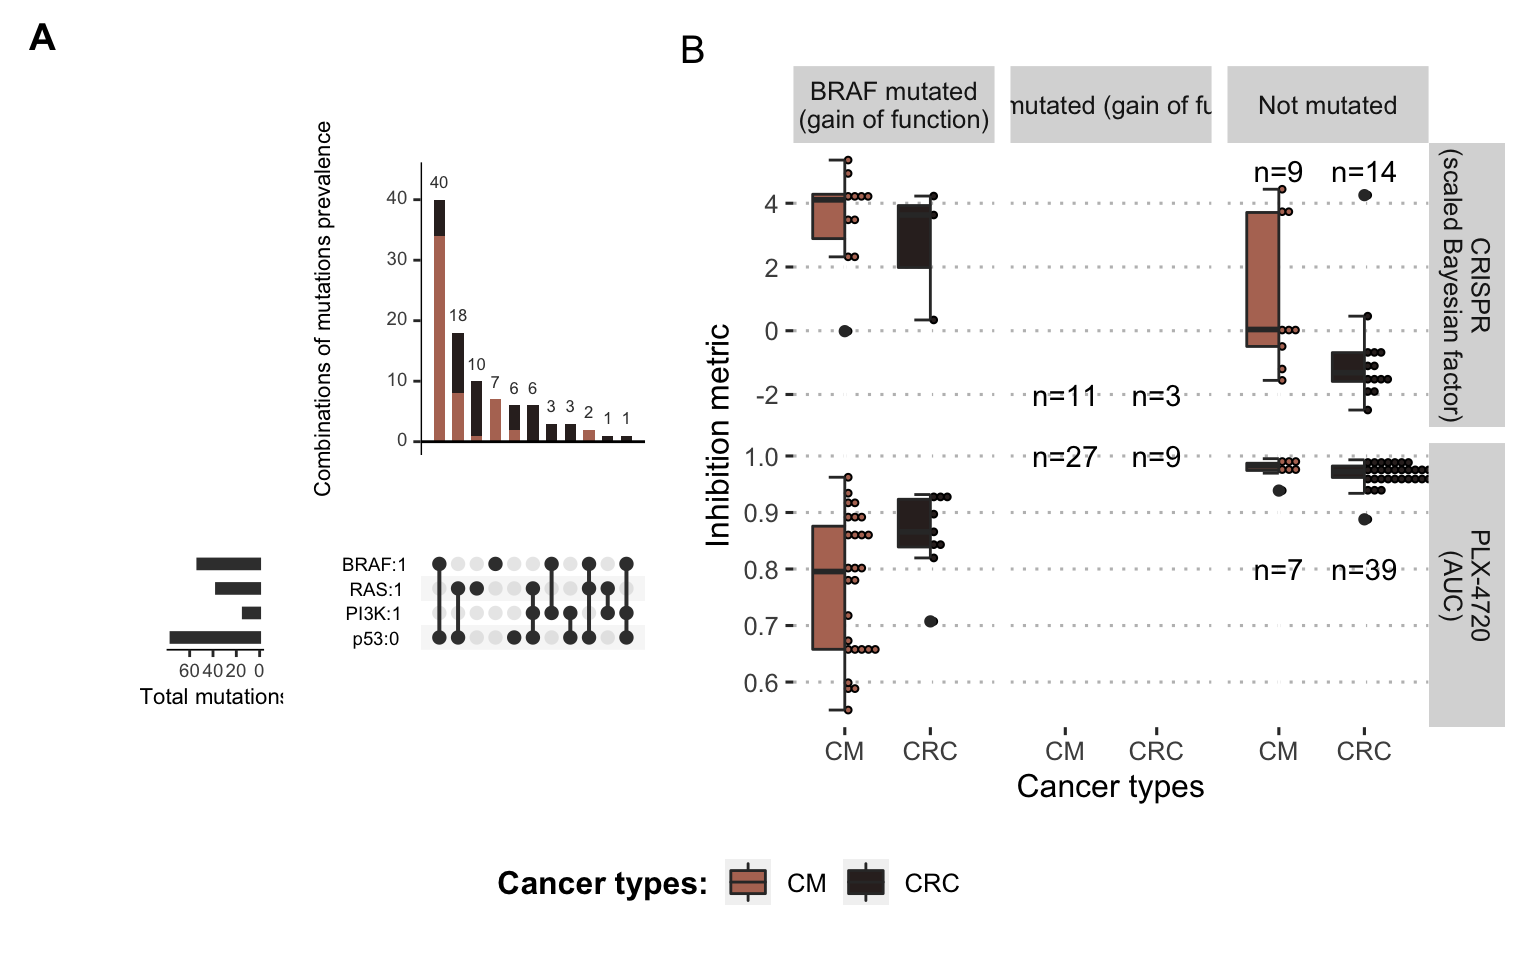 A
Combinations of mutations prevalence
40
30
20
10
0
40
18
10
7
6
6
3
3
2
1
1
BRAF:1
RAS:1
PI3K:1
p53:0
60 40 20 0
Total mutations
B
BRAF mutated
(gain of function)
mutated (gain of fu
Not mutated
Inhibition metric
4
2
0
-2
1.0
0.9
0.8
0.7
0.6
n=9 n=14
n=11 n=3
n=27 n=9
n=7 n=39
CRISPR
(scaled Bayesian factor)
PLX-4720
(AUC)
CM CRC CM CRC CM CRC
Cancer types
Cancer types: CM CRC